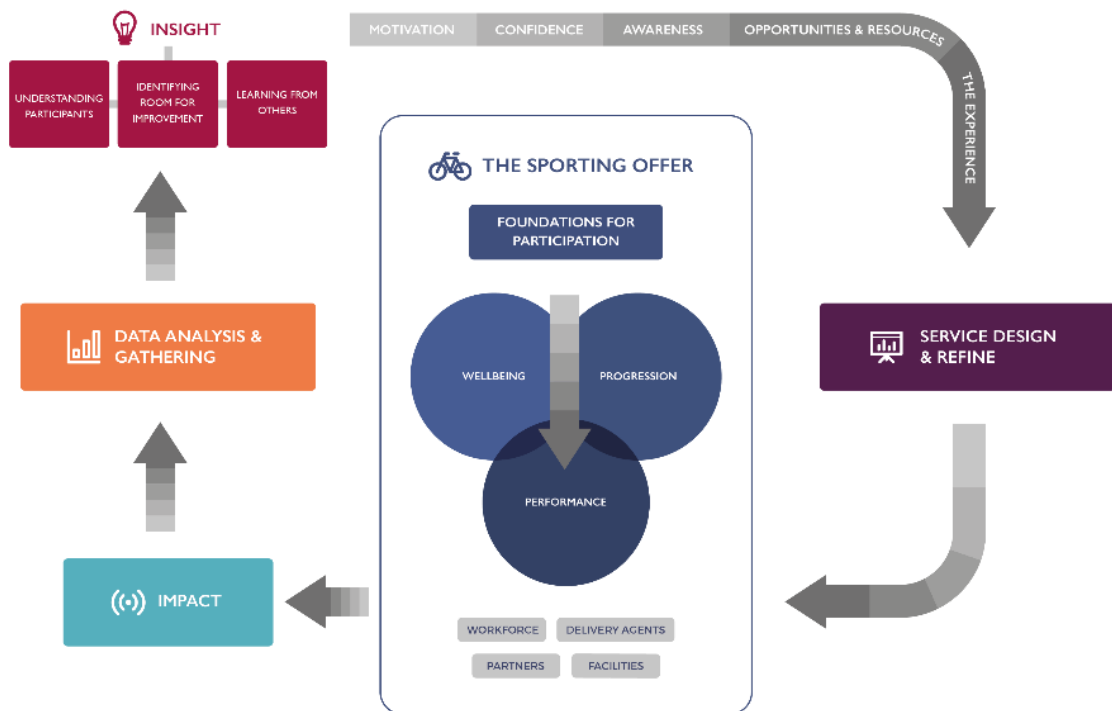 INSIGHT
UNDERSTANDING
PARTICIPANTS
IDENTIFYING
ROOM FOR
IMPROVEMENT
LEARNING FROM
OTHERS
MOTIVATION
CONFIDENCE
AWARENESS
OPPORTUNITIES & RESOURCES
THE EXPERIENCE
THE SPORTING OFFER
FOUNDATIONS FOR
PARTICIPATION
WELLBEING
PROGRESSION
PERFORMANCE
WORKFORCE
DELIVERY AGENTS
PARTNERS
FACILITIES
DATA ANALYSIS &
GATHERING
SERVICE DESIGN
& REFINE
IMPACT